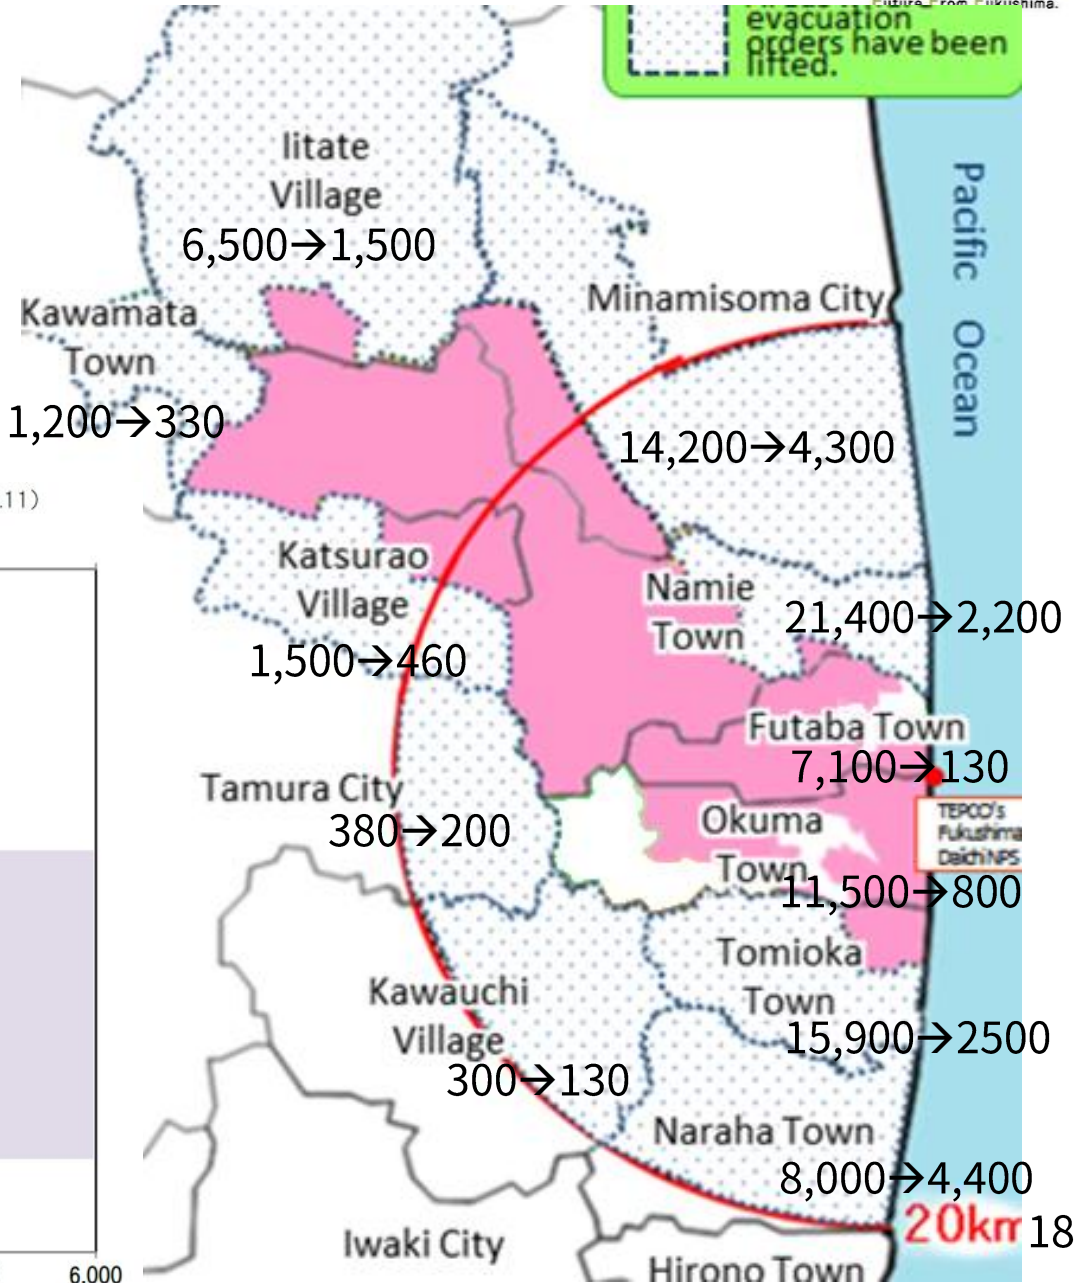 Future From Fukushima.
evacuation
orders have been
lifted.
Iitate
Village
6,500→1,500
Pacific Ocean
Minamisoma City
Kawamata
Town
1,200→330
14,200→4,300
11)
Katsurao
Village
1,500→460
Namie
Town
21,400→2,200
Futaba Town
7,100→130
Tamura City
380→200
TEPCO's
Fukushima
Daiichi NPS
Okuma
Town
11,500→800
Tomioka
Town
15,900→2500
Kawauchi
Village
300→130
Naraha Town
8,000→4,400
20km
18
Iwaki City
Hirono Town
6,000